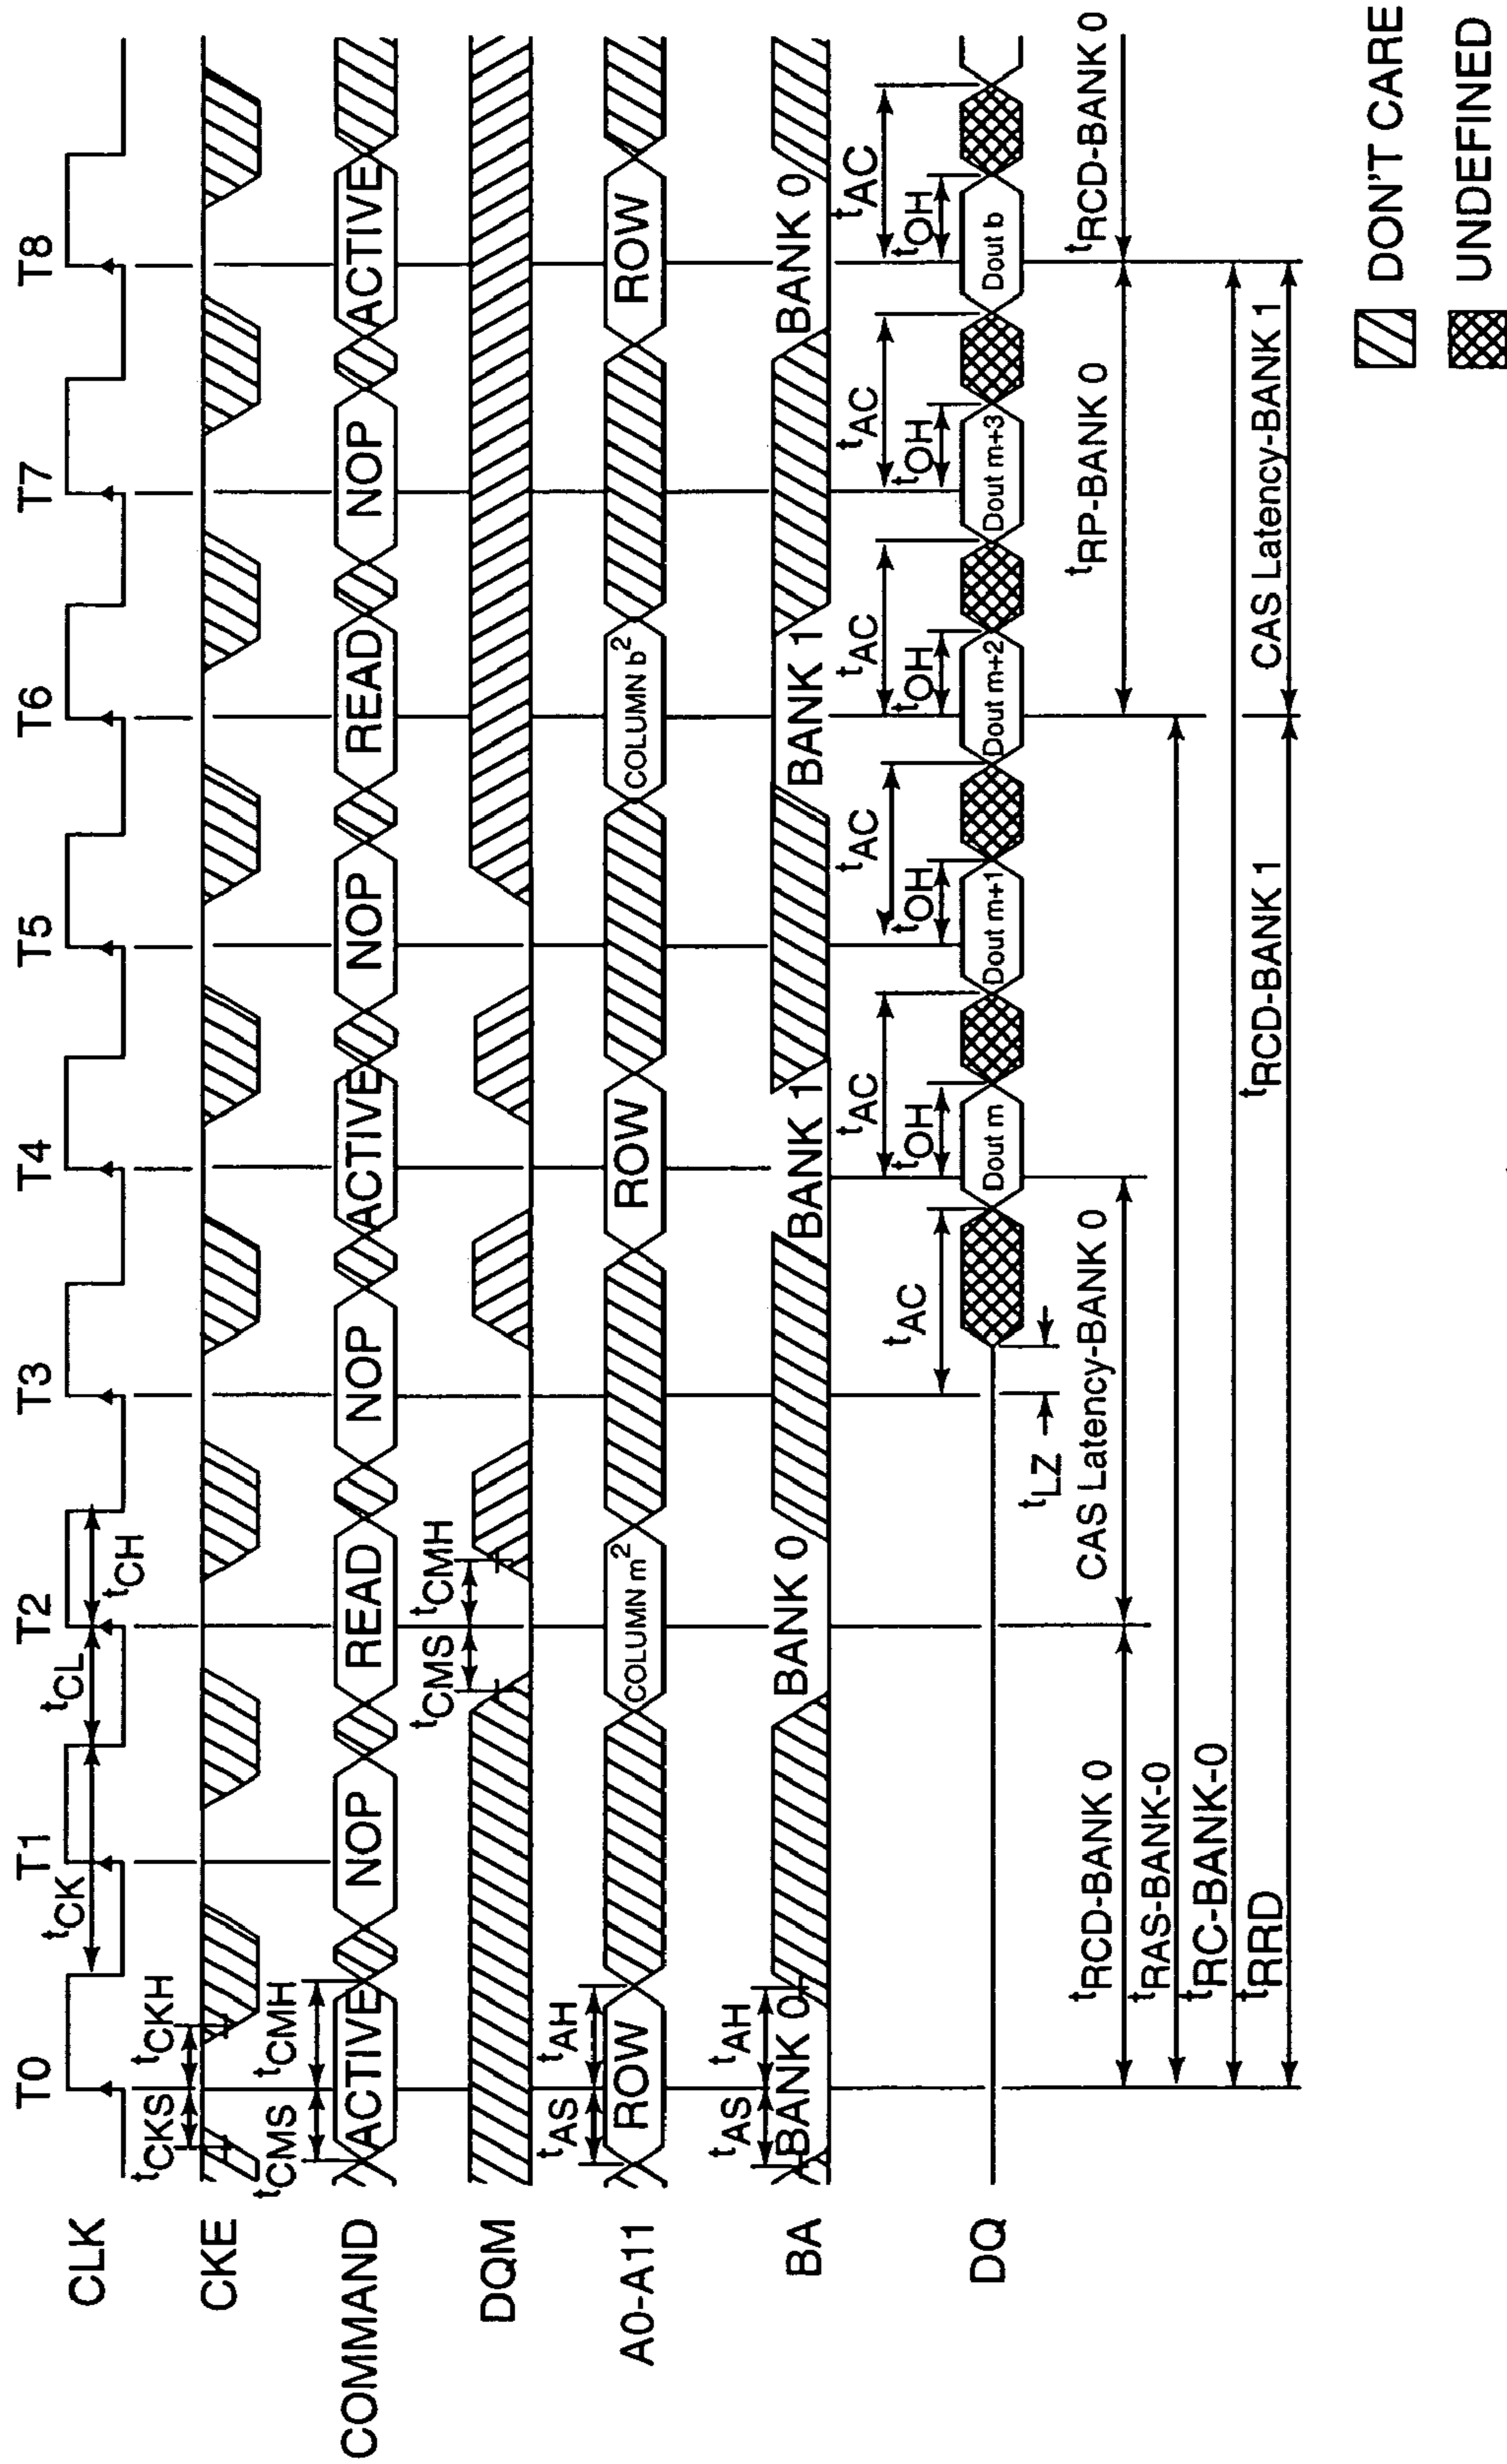 T0 T1 T2 T3 T4 T5 T6 T7 T8
CLK
tCK tCL tCH
CKE
tCKS tCKH
tCMS tCMH
COMMAND
ACTIVE NOP READ NOP ACTIVE NOP READ NOP ACTIVE
tCMS tCMH
DQM
tAS tAH
A0-A11
ROW COLUMN m² ROW COLUMN b² ROW
tAS tAH
BA
BANK 0 BANK 0 BANK 1 BANK 1 BANK 0
tAC tAC tAC tAC tAC tAC
tOH tOH tOH tOH tOH
DQ
Dout m Dout m+1 Dout m+2 Dout m+3 Dout b
tLZ
tRCD-BANK 0 CAS Latency-BANK 0 tRP-BANK 0 tRCD-BANK 0
tRAS-BANK-0
tRC-BANK-0
tRRD tRCD-BANK 1 CAS Latency-BANK 1
DON'T CARE
UNDEFINED